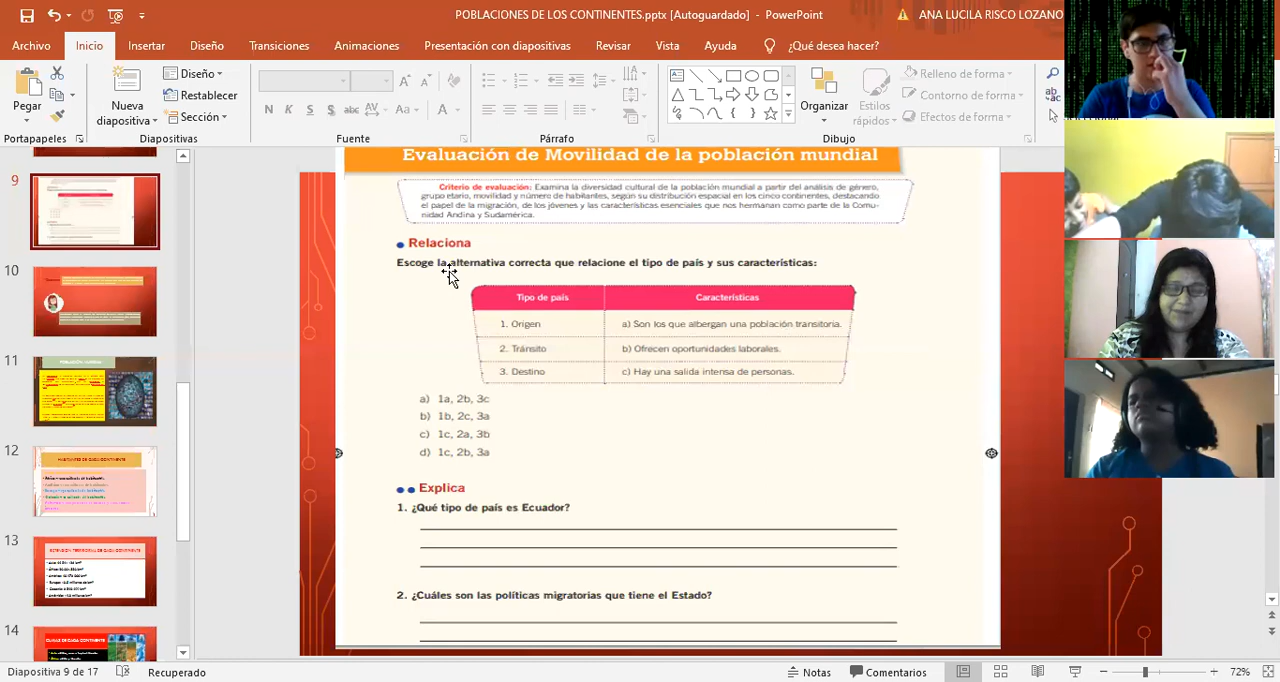 POBLACIONES DE LOS CONTINENTES.pptx [Autoguardado] - PowerPoint
ANA LUCILA RISCO LOZANO
Archivo Inicio Insertar Diseño Transiciones Animaciones Presentación con diapositivas Revisar Vista Ayuda ¿Qué desea hacer?
Pegar
Nueva diapositiva
Diseño
Restablecer
Sección
N K S S abc AV Aa A
Organizar
Estilos rápidos
Relleno de forma
Contorno de forma
Efectos de forma
Portapapeles Diapositivas Fuente Párrafo Dibujo
9
10
11
12
13
14
Evaluación de Movilidad de la población mundial
Criterio de evaluación: Examina la diversidad cultural de la población mundial a partir del análisis de género,
grupo etario, movilidad y número de habitantes, según su distribución espacial en los cinco continentes, destacando
el papel de la migración, de los jóvenes y las características esenciales que nos hermanan como parte de la Comu-
nidad Andina y Sudamérica.
Relaciona
Escoge la alternativa correcta que relacione el tipo de país y sus características:
Tipo de país Características
1. Origen a) Son los que albergan una población transitoria.
2. Tránsito b) Ofrecen oportunidades laborales.
3. Destino c) Hay una salida intensa de personas.
a) 1a, 2b, 3c
b) 1b, 2c, 3a
c) 1c, 2a, 3b
d) 1c, 2b, 3a
Explica
1. ¿Qué tipo de país es Ecuador?
2. ¿Cuáles son las políticas migratorias que tiene el Estado?
Diapositiva 9 de 17 Recuperado Notas Comentarios 72%